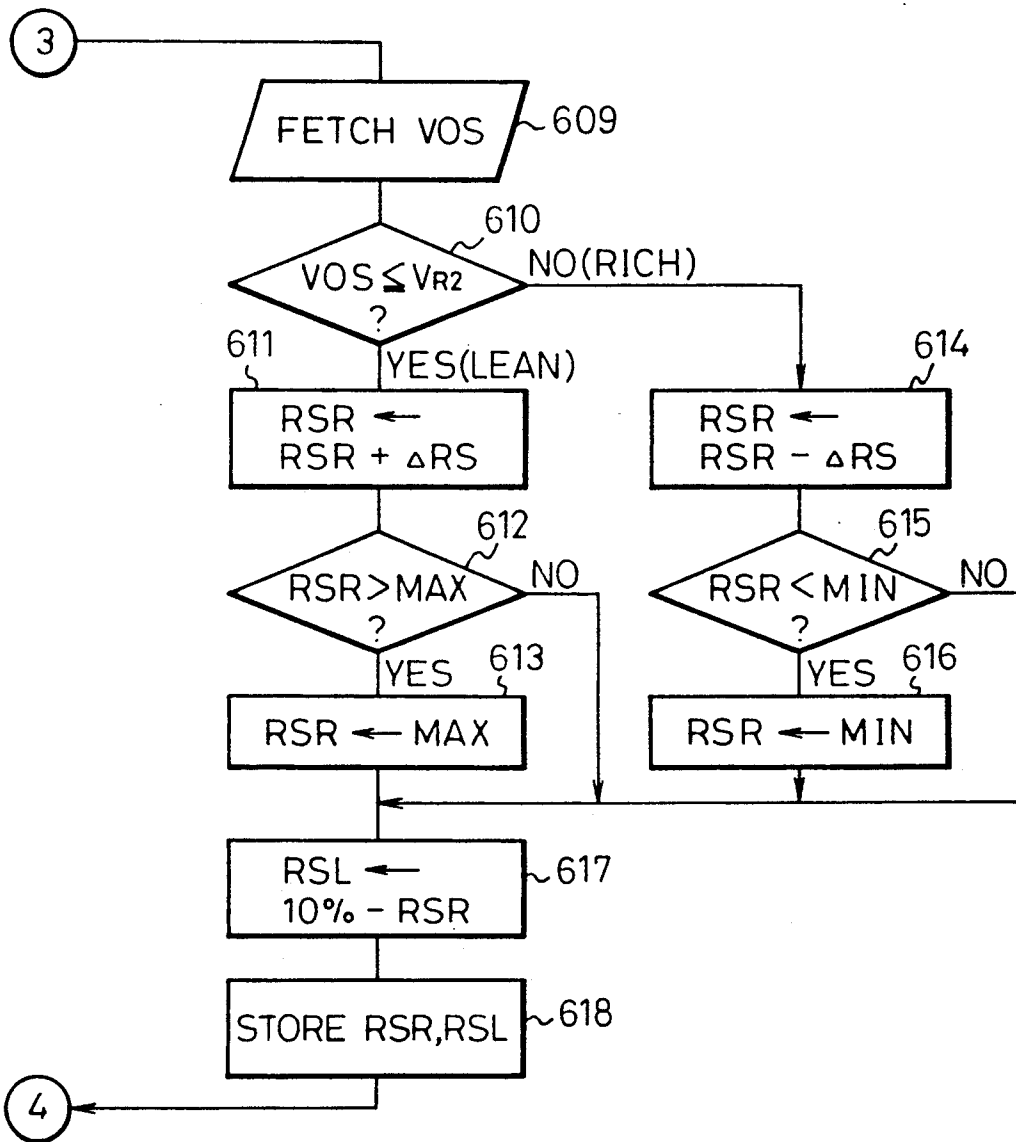 3
FETCH VOS
609
610
VOS ≦ VR2
?
NO(RICH)
YES(LEAN)
611
RSR ←
RSR + ΔRS
614
RSR ←
RSR - ΔRS
612
RSR > MAX
?
NO
615
RSR < MIN
?
NO
YES
613
RSR ← MAX
YES
616
RSR ← MIN
RSL ←
10% - RSR
617
STORE RSR,RSL
618
4